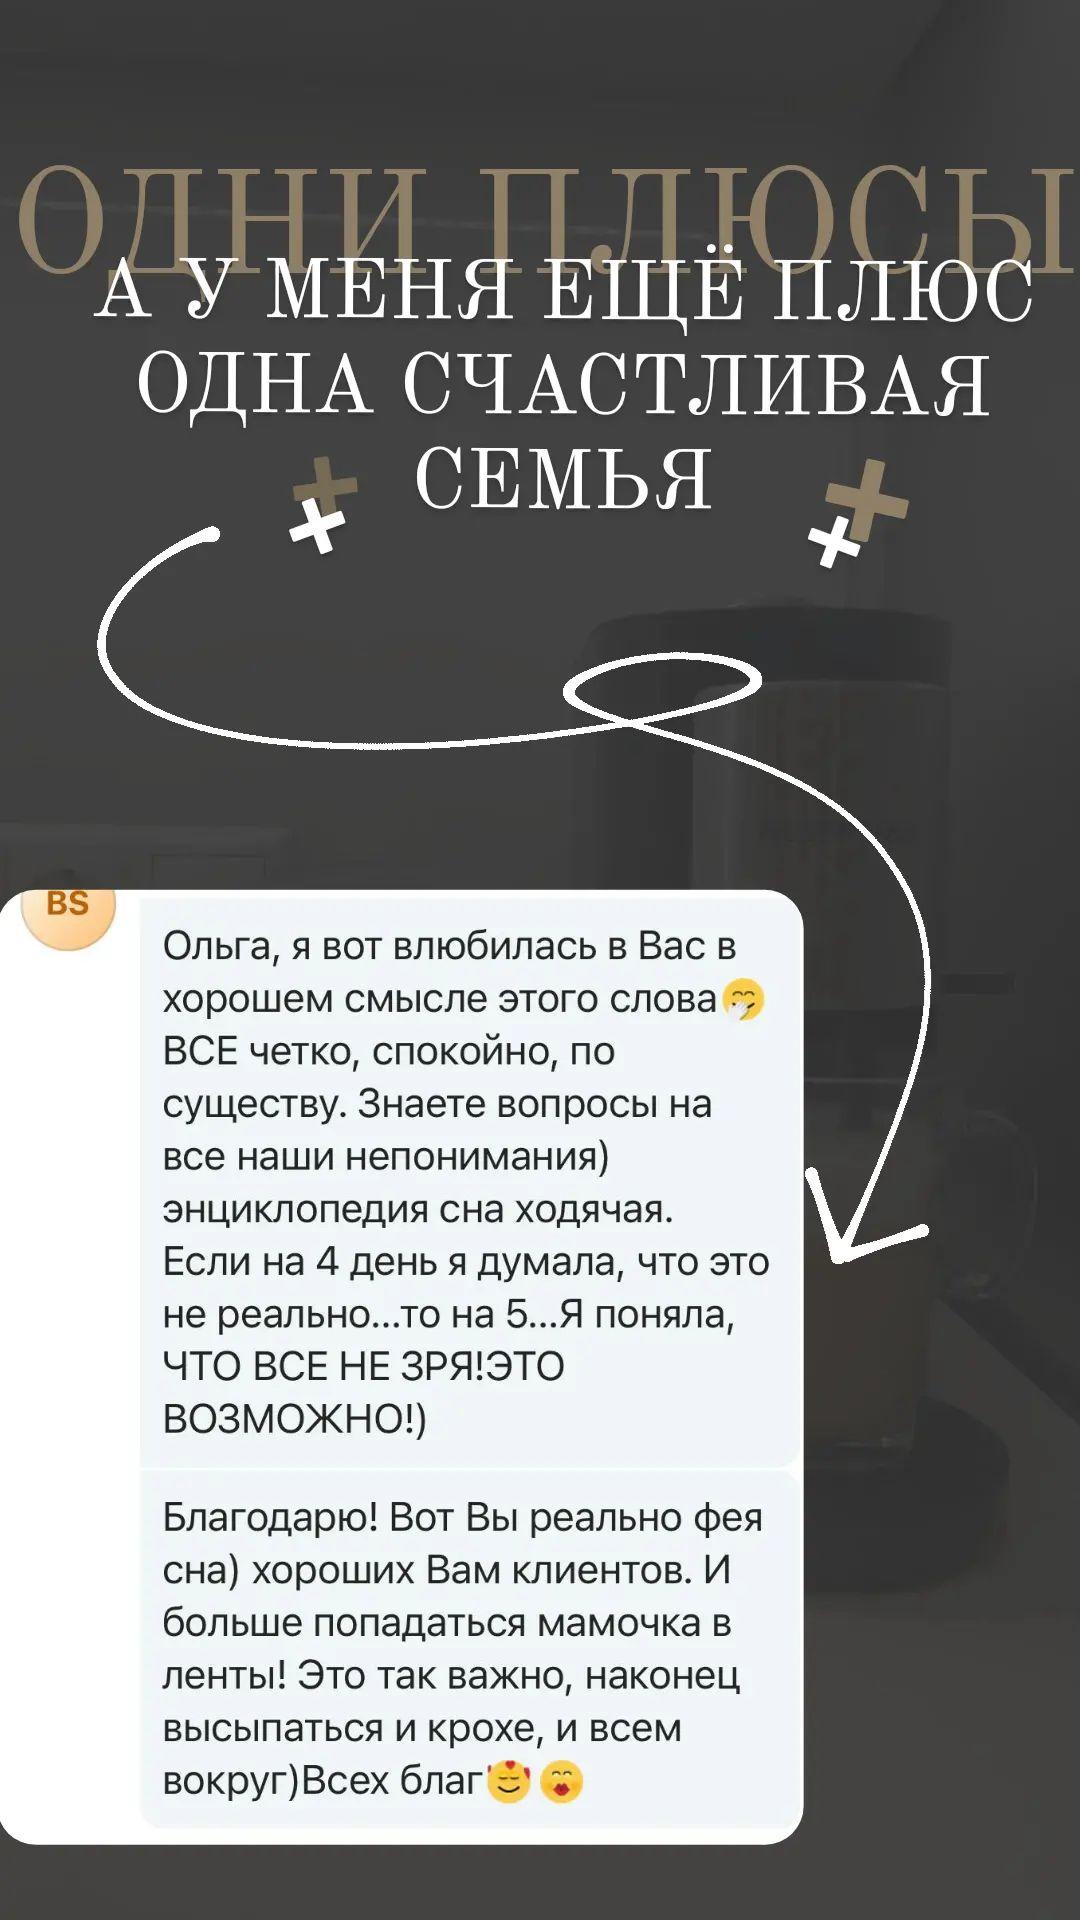 ОДНИ ПЛЮСЫ
А У МЕНЯ ЕЩЁ ПЛЮС
ОДНА СЧАСТЛИВАЯ
СЕМЬЯ
BS
Ольга, я вот влюбилась в Вас в
хорошем смысле этого слова🤭
ВСЕ четко, спокойно, по
существу. Знаете вопросы на
все наши непонимания)
энциклопедия сна ходячая.
Если на 4 день я думала, что это
не реально...то на 5...Я поняла,
ЧТО ВСЕ НЕ ЗРЯ!ЭТО
ВОЗМОЖНО!)
Благодарю! Вот Вы реально фея
сна) хороших Вам клиентов. И
больше попадаться мамочка в
ленты! Это так важно, наконец
высыпаться и крохе, и всем
вокруг)Всех благ🥰😚